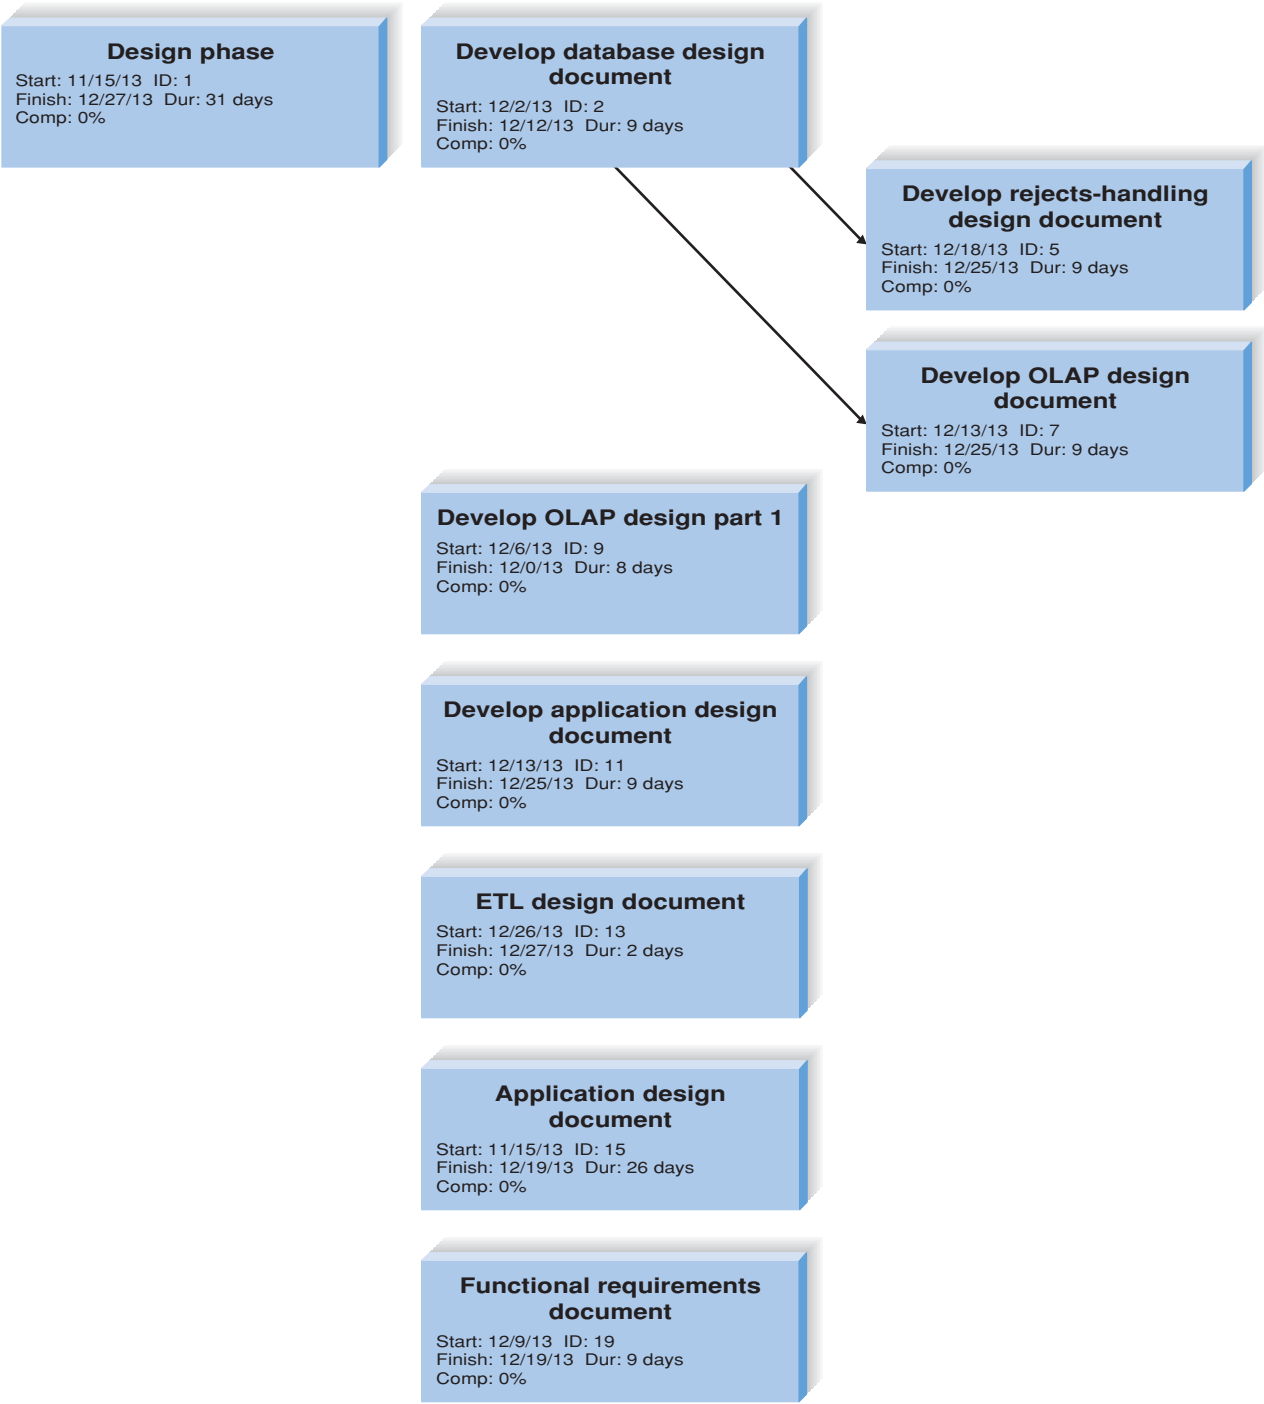 Design phase
Start: 11/15/13 ID: 1
Finish: 12/27/13 Dur: 31 days
Comp: 0%
Develop database design
document
Start: 12/2/13 ID: 2
Finish: 12/12/13 Dur: 9 days
Comp: 0%
Develop rejects-handling
design document
Start: 12/18/13 ID: 5
Finish: 12/25/13 Dur: 9 days
Comp: 0%
Develop OLAP design
document
Start: 12/13/13 ID: 7
Finish: 12/25/13 Dur: 9 days
Comp: 0%
Develop OLAP design part 1
Start: 12/6/13 ID: 9
Finish: 12/0/13 Dur: 8 days
Comp: 0%
Develop application design
document
Start: 12/13/13 ID: 11
Finish: 12/25/13 Dur: 9 days
Comp: 0%
ETL design document
Start: 12/26/13 ID: 13
Finish: 12/27/13 Dur: 2 days
Comp: 0%
Application design
document
Start: 11/15/13 ID: 15
Finish: 12/19/13 Dur: 26 days
Comp: 0%
Functional requirements
document
Start: 12/9/13 ID: 19
Finish: 12/19/13 Dur: 9 days
Comp: 0%